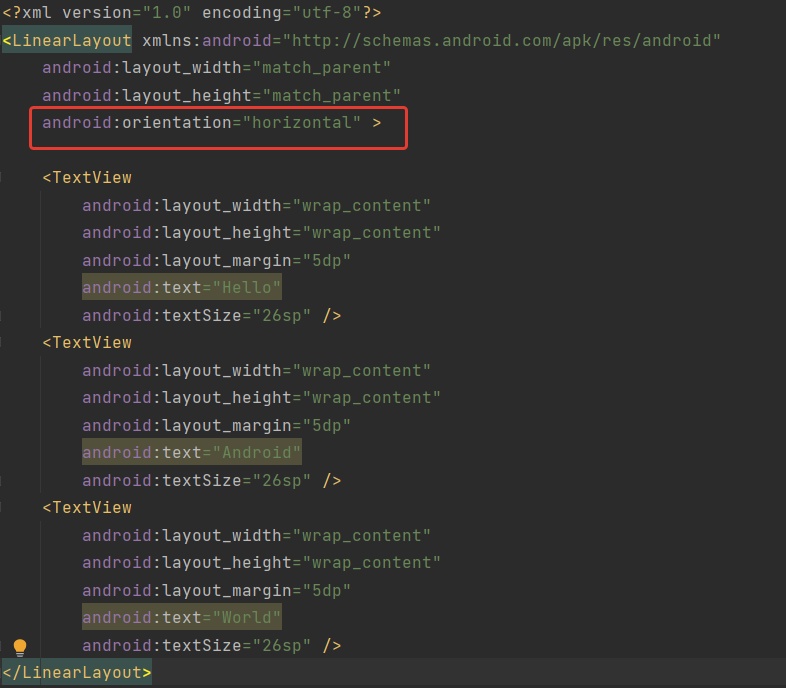 <?xml version="1.0" encoding="utf-8"?>
<LinearLayout xmlns:android="http://schemas.android.com/apk/res/android"
    android:layout_width="match_parent"
    android:layout_height="match_parent"
    android:orientation="horizontal" >

    <TextView
        android:layout_width="wrap_content"
        android:layout_height="wrap_content"
        android:layout_margin="5dp"
        android:text="Hello"
        android:textSize="26sp" />
    <TextView
        android:layout_width="wrap_content"
        android:layout_height="wrap_content"
        android:layout_margin="5dp"
        android:text="Android"
        android:textSize="26sp" />
    <TextView
        android:layout_width="wrap_content"
        android:layout_height="wrap_content"
        android:layout_margin="5dp"
        android:text="World"
        android:textSize="26sp" />
</LinearLayout>